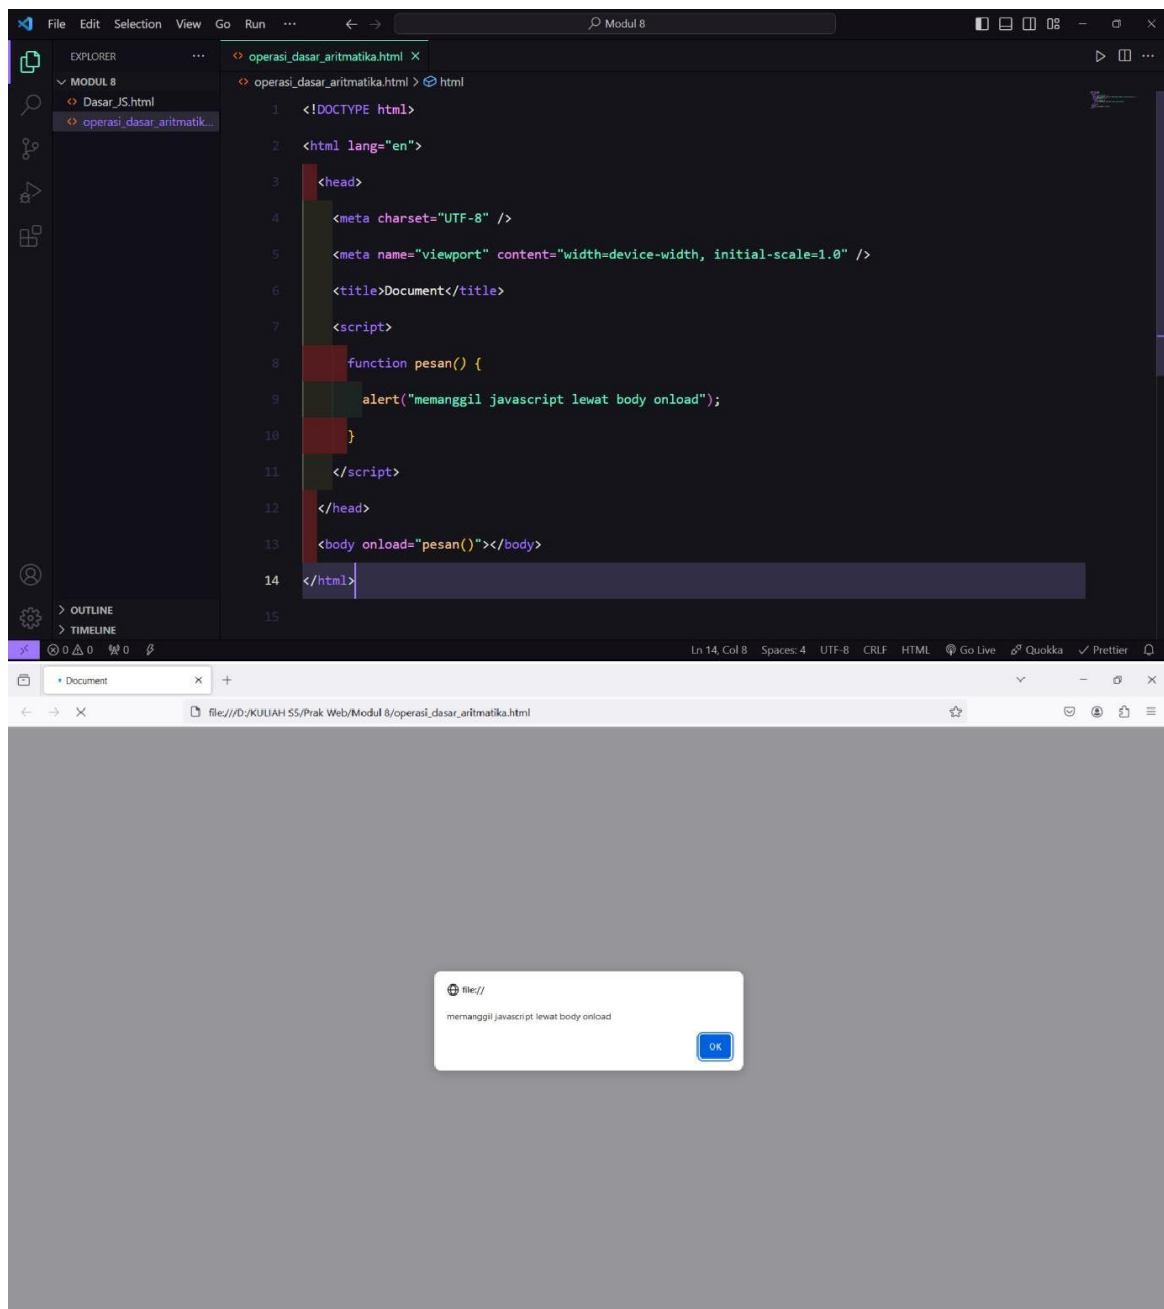 File Edit Selection View Go Run ··· Modul 8
EXPLORER ···
MODUL 8
Dasar_JS.html
operasi_dasar_aritmatik...
OUTLINE
TIMELINE
operasi_dasar_aritmatika.html
operasi_dasar_aritmatika.html > html
1 <!DOCTYPE html>
2 <html lang="en">
3 <head>
4 <meta charset="UTF-8" />
5 <meta name="viewport" content="width=device-width, initial-scale=1.0" />
6 <title>Document</title>
7 <script>
8 function pesan() {
9 alert("memanggil javascript lewat body onload");
10 }
11 </script>
12 </head>
13 <body onload="pesan()"></body>
14 </html>
15
0 0 0 Ln 14, Col 8 Spaces: 4 UTF-8 CRLF HTML Go Live Quokka Prettier
Document
file:///D:/KULIAH S5/Prak Web/Modul 8/operasi_dasar_aritmatika.html
file://
memanggil javascript lewat body onload
OK